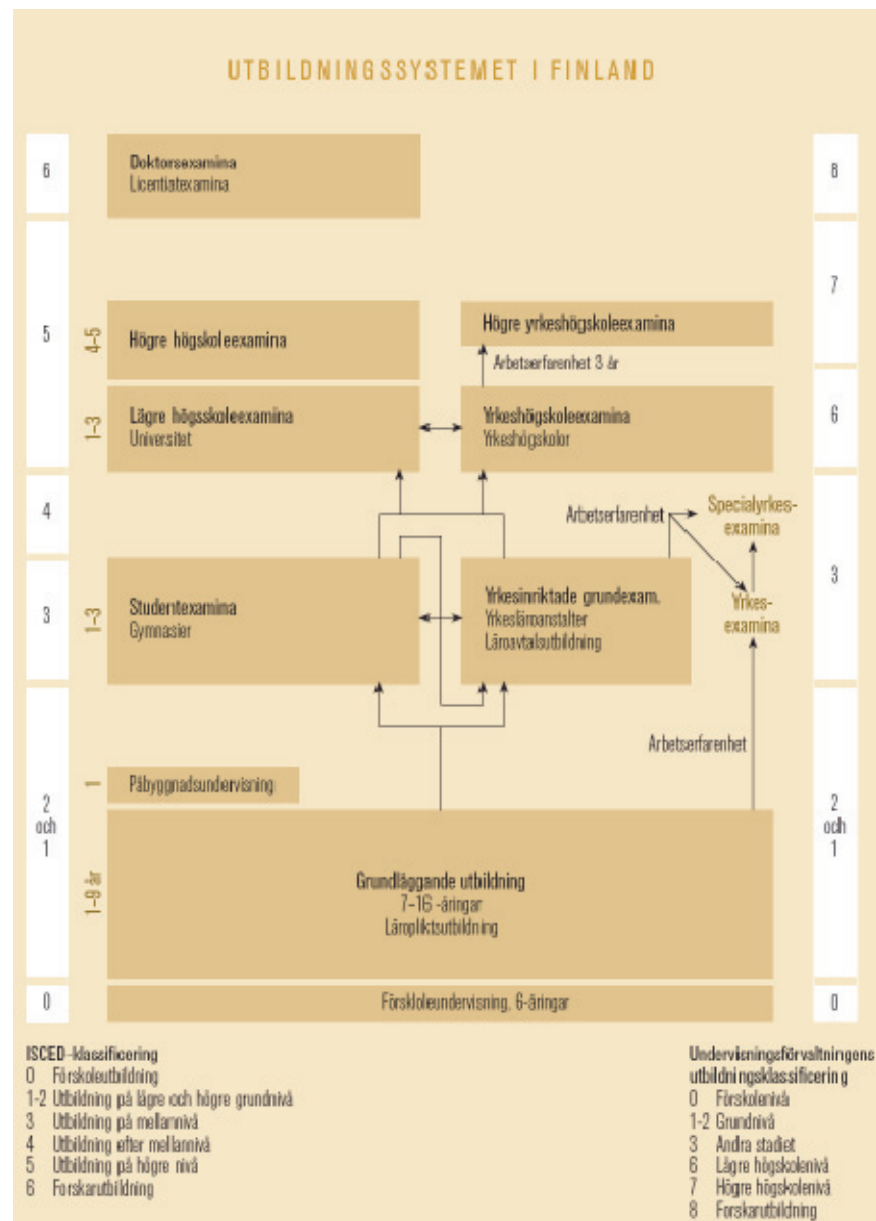 UTBILDNINGSSYSTEMET I FINLAND
6
Doktorsexamina
Licentiatexamina
8
7
5
4–5
Högre högskoleexamina
Högre yrkeshögskoleexamina
Arbetserfarenhet 3 år
1–3
Lägre högsskoleexamina
Universitet
Yrkeshögskoleexamina
Yrkeshögskolor
6
4
Arbetserfarenhet
Specialyrkes-
examina
3
1–3
Studentexamina
Gymnasier
Yrkesinriktade grundexam.
Yrkesläroanstalter
Läroavtalsutbildning
Yrkes-
examina
3
Arbetserfarenhet
1
Påbyggnadsundervisning
2
och
1
1–9 år
Grundläggande utbildning
7–16 -åringar
Läropliktsutbildning
2
och
1
0
Förskloleundervisning, 6-åringar
0
ISCED-klassificering
0 Förskoleutbildning
1-2 Utbildning på lägre och högre grundnivå
3 Utbildning på mellannivå
4 Utbildning efter mellannivå
5 Utbildning på högre nivå
6 Forskarutbildning
Undervisningsförvaltningens
utbildningsklassificering
0 Förskolenivå
1-2 Grundnivå
3 Andra stadiet
6 Lägre högskolenivå
7 Högre högskolenivå
8 Forskarutbildning